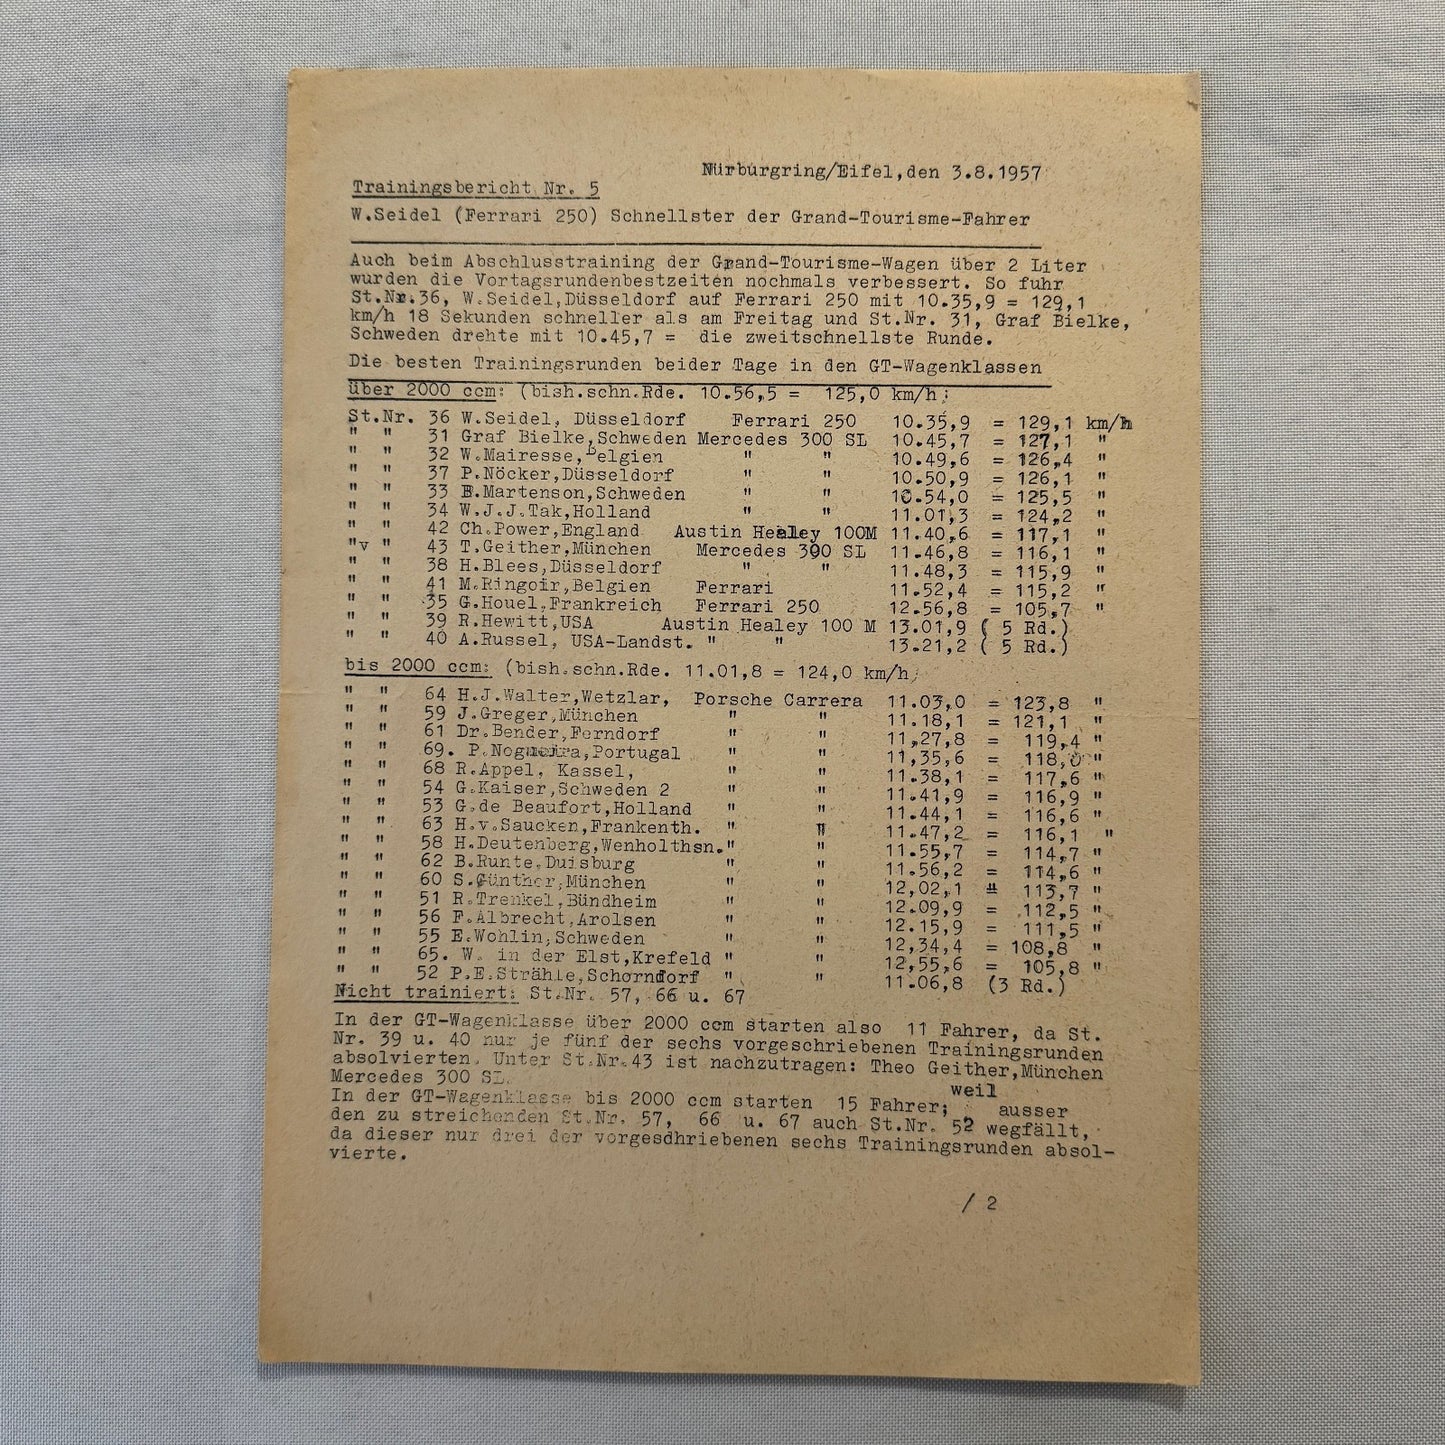 Nürburgring/Eifel,den 3.8.1957
Trainingsbericht Nr. 5
W.Seidel (Ferrari 250) Schnellster der Grand-Tourisme-Fahrer
Auch beim Abschlusstraining der Grand-Tourisme-Wagen über 2 Liter
wurden die Vortagsrundenbestzeiten nochmals verbessert. So fuhr
St.Nr.36, W.Seidel,Düsseldorf auf Ferrari 250 mit 10.35,9 = 129,1
km/h 18 Sekunden schneller als am Freitag und St.Nr. 31, Graf Bielke,
Schweden drehte mit 10.45,7 = die zweitschnellste Runde.
Die besten Trainingsrunden beider Tage in den GT-Wagenklassen
über 2000 ccm: (bish.schn.Rde. 10.56,5 = 125,0 km/h;
St.Nr. 36 W.Seidel, Düsseldorf Ferrari 250 10.35,9 = 129,1 km/h
" " 31 Graf Bielke,Schweden Mercedes 300 SL 10.45,7 = 127,1 "
" " 32 W.Mairesse,Belgien " " 10.49,6 = 126,4 "
" " 37 P.Nöcker,Düsseldorf " " 10.50,9 = 126,1 "
" " 33 E.Martenson,Schweden " " 10.54,0 = 125,5 "
" " 34 W.J.J.Tak,Holland " " 11.01,3 = 124,2 "
" " 42 Ch.Power,England Austin Healey 100M 11.40,6 = 117,1 "
"v " 43 T.Geither,München Mercedes 300 SL 11.46,8 = 116,1 "
" " 38 H.Blees,Düsseldorf " " 11.48,3 = 115,9 "
" " 41 M.Ringoir,Belgien Ferrari 11.52,4 = 115,2 "
" " 35 G.Houel,Frankreich Ferrari 250 12.56,8 = 105,7 "
" " 39 R.Hewitt,USA Austin Healey 100 M 13.01,9 ( 5 Rd.)
" " 40 A.Russel, USA-Landst. " " 13.21,2 ( 5 Rd.)
bis 2000 ccm: (bish.schn.Rde. 11.01,8 = 124,0 km/h;
" " 64 H.J.Walter,Wetzlar, Porsche Carrera 11.03,0 = 123,8 "
" " 59 J.Greger,München " " 11.18,1 = 121,1 "
" " 61 Dr.Bender,Ferndorf " " 11,27,8 = 119,4 "
" " 69. P.Nogueira,Portugal " " 11,35,6 = 118,0 "
" " 68 R.Appel, Kassel, " " 11.38,1 = 117,6 "
" " 54 G.Kaiser,Schweden 2 " " 11.41,9 = 116,9 "
" " 53 G.de Beaufort,Holland " " 11.44,1 = 116,6 "
" " 63 H.v.Saucken,Frankenth. " " 11.47,2 = 116,1 "
" " 58 H.Deutenberg,Wenholthsn." " 11.55,7 = 114,7 "
" " 62 B.Runte,Duisburg " " 11.56,2 = 114,6 "
" " 60 S.Günther,München " " 12,02,1 = 113,7 "
" " 51 R.Trenkel,Bündheim " " 12.09,9 = 112,5 "
" " 56 F.Albrecht,Arolsen " " 12.15,9 = 111,5 "
" " 55 E.Wohlin,Schweden " " 12,34,4 = 108,8 "
" " 65. W. in der Elst,Krefeld " " 12,55,6 = 105,8 "
" " 52 P.E.Strähle,Schorndorf " " 11.06,8 (3 Rd.)
Nicht trainiert: St.Nr. 57, 66 u. 67
In der GT-Wagenklasse über 2000 ccm starten also 11 Fahrer, da St.
Nr. 39 u. 40 nur je fünf der sechs vorgeschriebenen Trainingsrunden
absolvierten. Unter St.Nr.43 ist nachzutragen: Theo Geither,München
Mercedes 300 SL.
weil
In der GT-Wagenklasse bis 2000 ccm starten 15 Fahrer; ausser
den zu streichenden St.Nr. 57, 66 u. 67 auch St.Nr. 52 wegfällt,
da dieser nur drei der vorgesdhriebenen sechs Trainingsrunden absol-
vierte.
/ 2